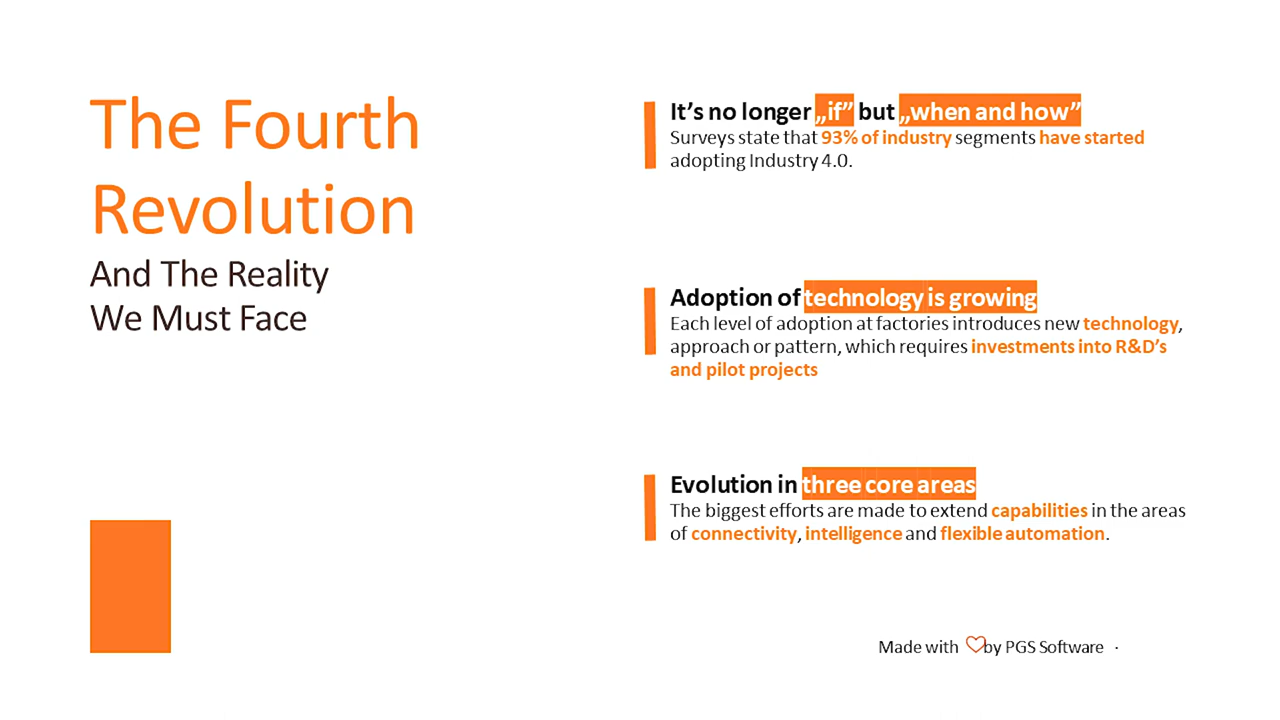 The Fourth
Revolution
And The Reality
We Must Face
It’s no longer „if” but „when and how”
Surveys state that 93% of industry segments have started
adopting Industry 4.0.
Adoption of technology is growing
Each level of adoption at factories introduces new technology,
approach or pattern, which requires investments into R&D’s
and pilot projects
Evolution in three core areas
The biggest efforts are made to extend capabilities in the areas
of connectivity, intelligence and flexible automation.
Made with by PGS Software ·